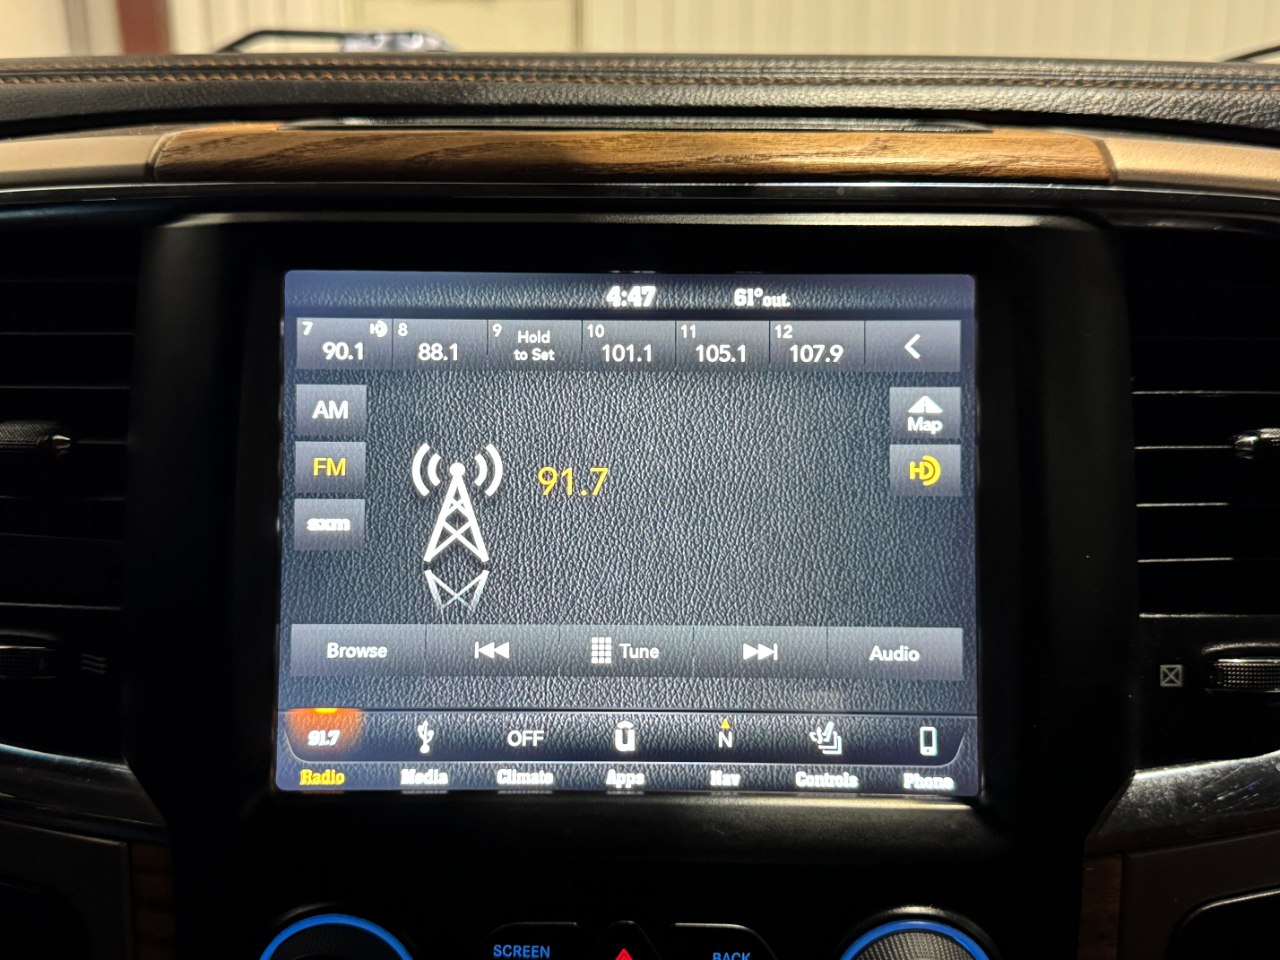 4:47 61° out.
7 HD 8 9 Hold 10 11 12
90.1 88.1 to Set 101.1 105.1 107.9
AM
Map
FM
91.7
HD
sxm
Browse Tune Audio
91.7 OFF N
Radio Media Climate Apps Nav Controls Phone
SCREEN BACK